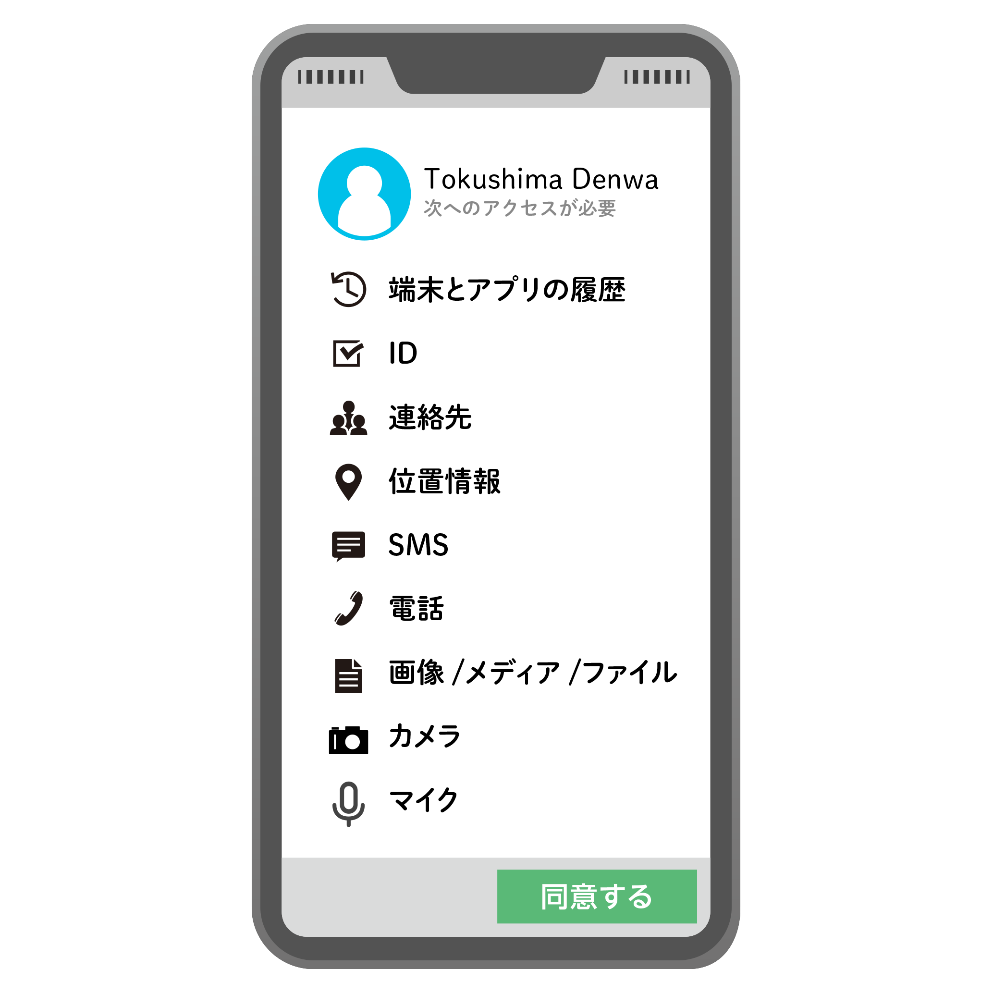 Tokushima Denwa
次へのアクセスが必要
端末とアプリの履歴
ID
連絡先
位置情報
SMS
電話
画像 /メディア /ファイル
カメラ
マイク
同意する